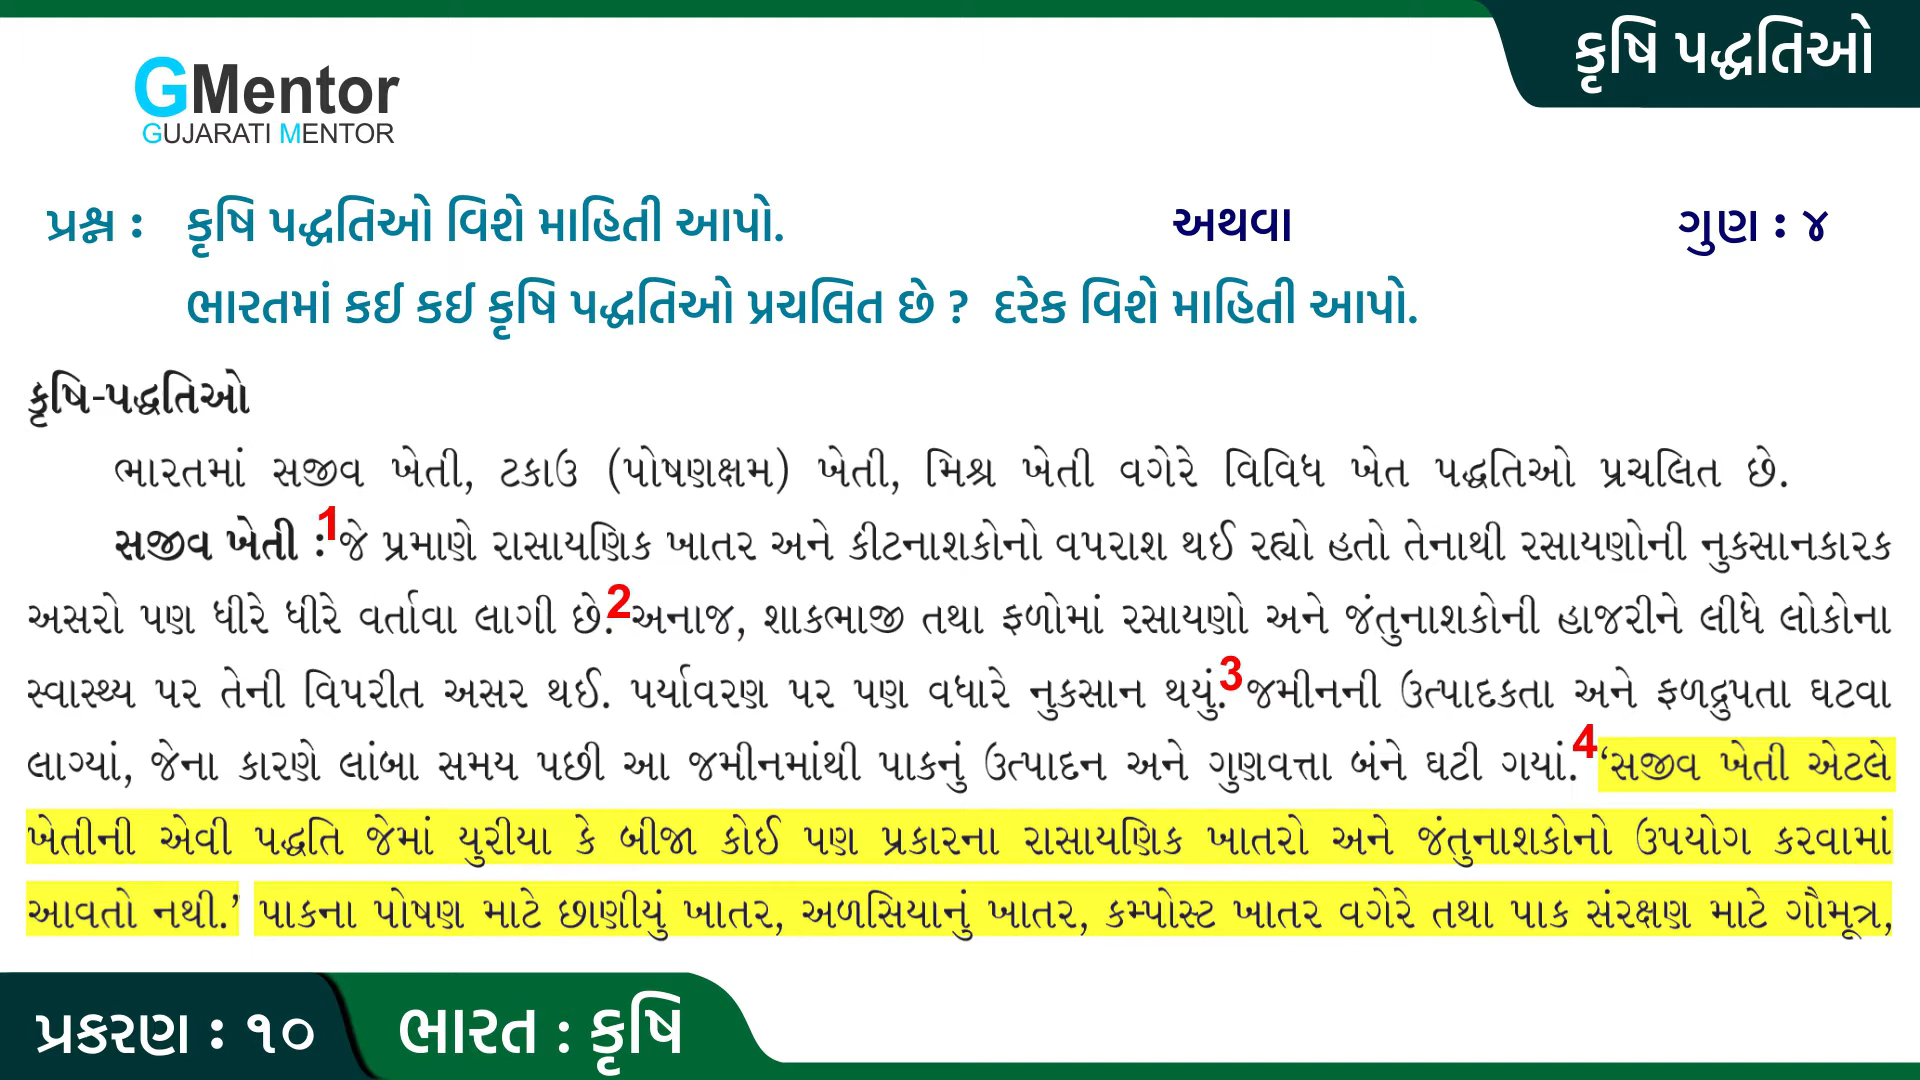 કૃષિ પદ્ધતિઓ
GMentor
GUJARATI MENTOR
પ્રશ્ન : કૃષિ પદ્ધતિઓ વિશે માહિતી આપો. અથવા ગુણ : ૪
ભારતમાં કઈ કઈ કૃષિ પદ્ધતિઓ પ્રચલિત છે ? દરેક વિશે માહિતી આપો.
કૃષિ-પદ્ધતિઓ
ભારતમાં સજીવ ખેતી, ટકાઉ (પોષણક્ષમ) ખેતી, મિશ્ર ખેતી વગેરે વિવિધ ખેત પદ્ધતિઓ પ્રચલિત છે.
સજીવ ખેતી : 1 જે પ્રમાણે રાસાયણિક ખાતર અને કીટનાશકોનો વપરાશ થઈ રહ્યો હતો તેનાથી રસાયણોની નુકસાનકારક
અસરો પણ ધીરે ધીરે વર્તાવા લાગી છે. 2 અનાજ, શાકભાજી તથા ફળોમાં રસાયણો અને જંતુનાશકોની હાજરીને લીધે લોકોના
સ્વાસ્થ્ય પર તેની વિપરીત અસર થઈ. પર્યાવરણ પર પણ વધારે નુકસાન થયું. 3 જમીનની ઉત્પાદકતા અને ફળદ્રુપતા ઘટવા
લાગ્યાં, જેના કારણે લાંબા સમય પછી આ જમીનમાંથી પાકનું ઉત્પાદન અને ગુણવત્તા બંને ઘટી ગયાં. 4 ‘સજીવ ખેતી એટલે
ખેતીની એવી પદ્ધતિ જેમાં યુરીયા કે બીજા કોઈ પણ પ્રકારના રાસાયણિક ખાતરો અને જંતુનાશકોનો ઉપયોગ કરવામાં
આવતો નથી.’ પાકના પોષણ માટે છાણીયું ખાતર, અળસિયાનું ખાતર, કમ્પોસ્ટ ખાતર વગેરે તથા પાક સંરક્ષણ માટે ગૌમૂત્ર,
પ્રકરણ : ૧૦ ભારત : કૃષિ